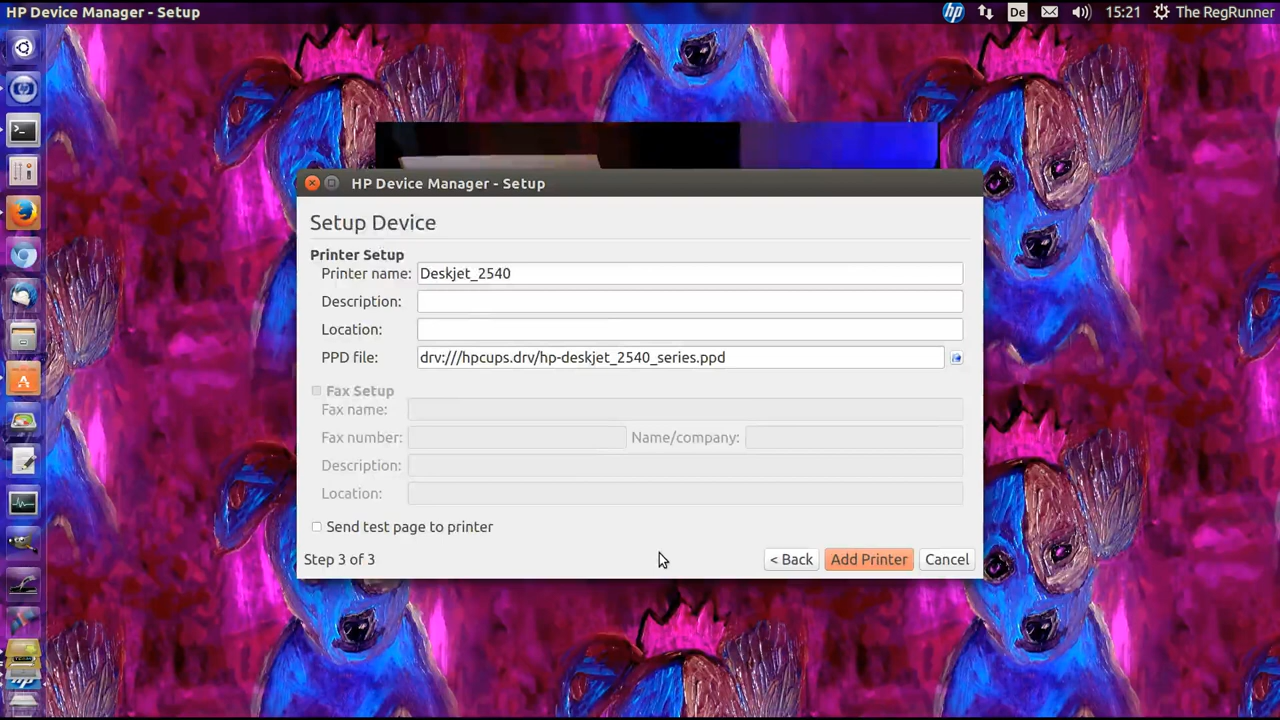 HP Device Manager - Setup
hp De 15:21 The RegRunner
HP Device Manager - Setup
Setup Device
Printer Setup
Printer name: Deskjet_2540
Description:
Location:
PPD file: drv:///hpcups.drv/hp-deskjet_2540_series.ppd
Fax Setup
Fax name:
Fax number: Name/company:
Description:
Location:
Send test page to printer
Step 3 of 3 < Back Add Printer Cancel